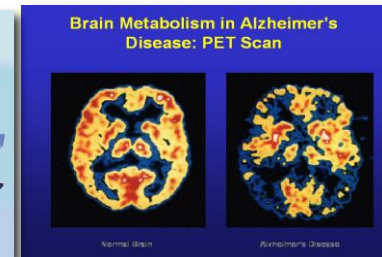 Brain Metabolism in Alzheimer's
Disease: PET Scan
Normal Brain
Alzheimer's Disease